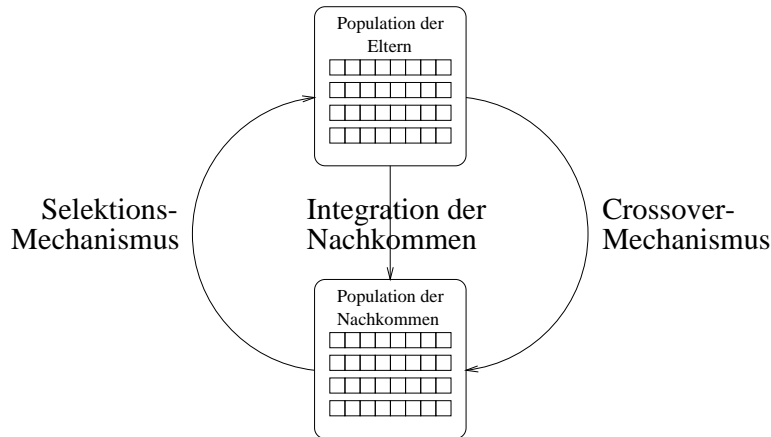 Population der
Eltern
Selektions-
Mechanismus
Integration der
Nachkommen
Crossover-
Mechanismus
Population der
Nachkommen